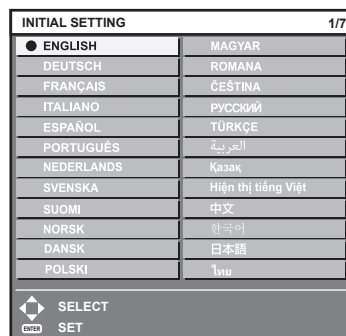 INITIAL SETTING 1/7
ENGLISH
DEUTSCH
FRANÇAIS
ITALIANO
ESPAÑOL
PORTUGUÊS
NEDERLANDS
SVENSKA
SUOMI
NORSK
DANSK
POLSKI
MAGYAR
ROMANA
ČEŠTINA
РУССКИЙ
TÜRKÇE
العربية
Қазақ
Hiện thị tiếng Việt
中文
한국어
日本語
ไทย
SELECT
ENTER SET